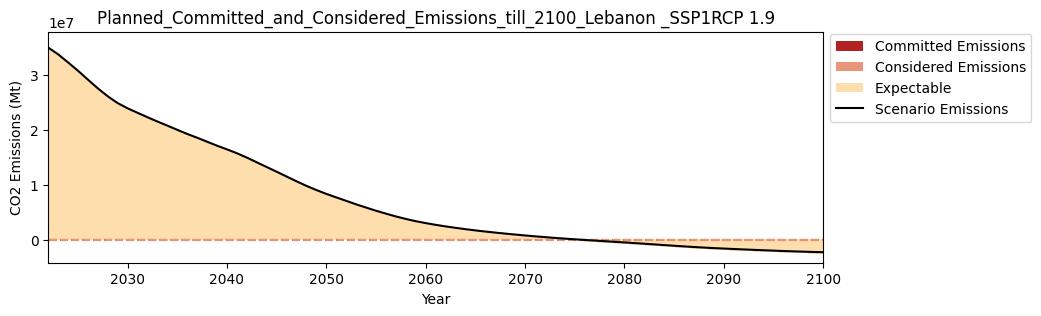 Planned_Committed_and_Considered_Emissions_till_2100_Lebanon _SSP1RCP 1.9
1e7
3
2
1
0
CO2 Emissions (Mt)
2030 2040 2050 2060 2070 2080 2090 2100
Year
Committed Emissions
Considered Emissions
Expectable
Scenario Emissions